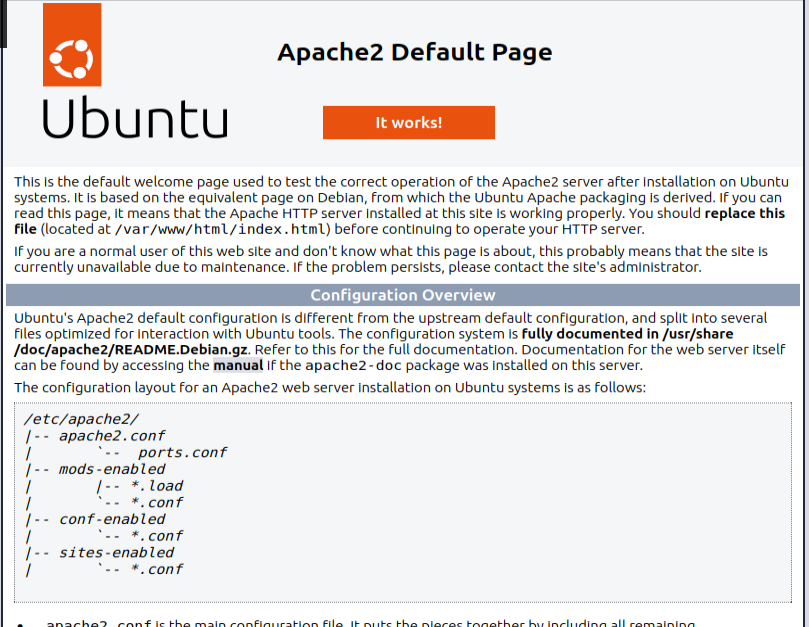 Apache2 Default Page
Ubuntu
It works!
This is the default welcome page used to test the correct operation of the Apache2 server after installation on Ubuntu
systems. It is based on the equivalent page on Debian, from which the Ubuntu Apache packaging is derived. If you can
read this page, it means that the Apache HTTP server installed at this site is working properly. You should replace this
file (located at /var/www/html/index.html) before continuing to operate your HTTP server.
If you are a normal user of this web site and don't know what this page is about, this probably means that the site is
currently unavailable due to maintenance. If the problem persists, please contact the site's administrator.
Configuration Overview
Ubuntu's Apache2 default configuration is different from the upstream default configuration, and split into several
files optimized for interaction with Ubuntu tools. The configuration system is fully documented in /usr/share
/doc/apache2/README.Debian.gz. Refer to this for the full documentation. Documentation for the web server itself
can be found by accessing the manual if the apache2-doc package was installed on this server.
The configuration layout for an Apache2 web server installation on Ubuntu systems is as follows:
/etc/apache2/
|-- apache2.conf
|       `--  ports.conf
|-- mods-enabled
|       |-- *.load
|       `-- *.conf
|-- conf-enabled
|       `-- *.conf
|-- sites-enabled
|       `-- *.conf
• apache2.conf is the main configuration file. It puts the pieces together by including all remaining